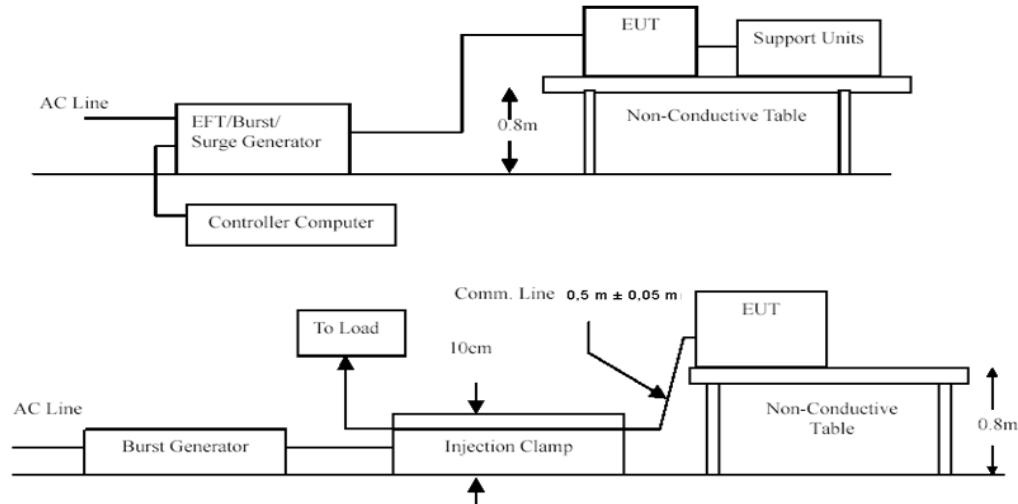 EUT
Support Units
AC Line
EFT/Burst/
Surge Generator
0.8m
Non-Conductive Table
Controller Computer
Comm. Line 0,5 m ± 0,05 m
EUT
To Load
10cm
AC Line
Burst Generator
Injection Clamp
Non-Conductive
Table
0.8m